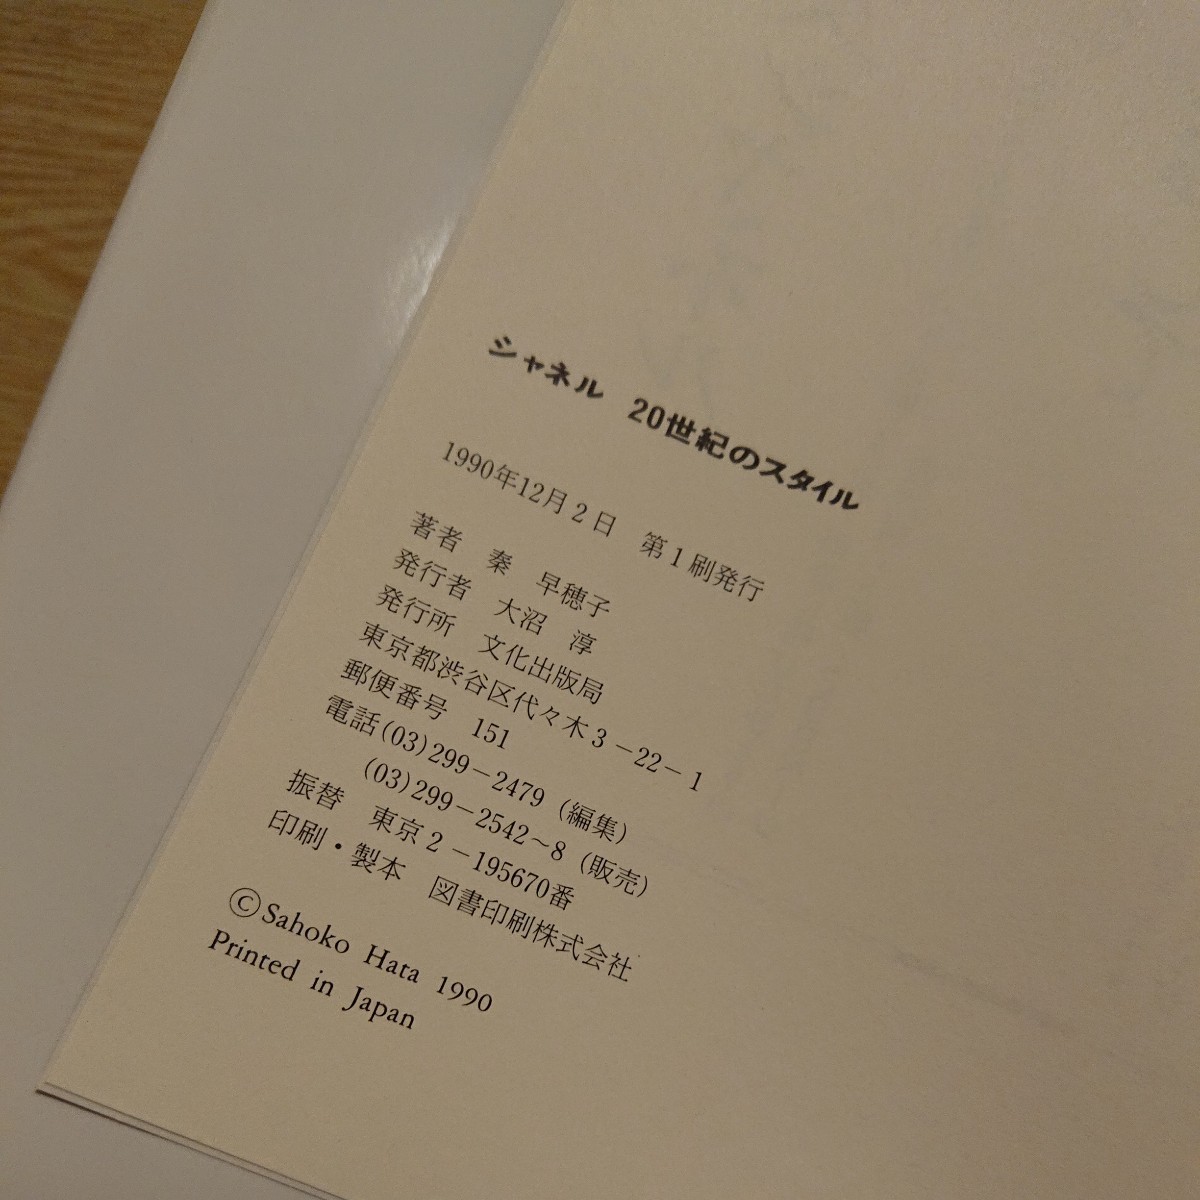 シャネル 20世紀のスタイル
1990年12月2日 第1刷発行
著者 秦 早穂子
発行者 大沼 淳
発行所 文化出版局
東京都渋谷区代々木3-22-1
郵便番号 151
電話(03)299-2479(編集)
(03)299-2542~8(販売)
振替 東京2-195670番
印刷・製本 図書印刷株式会社
©Sahoko Hata 1990
Printed in Japan